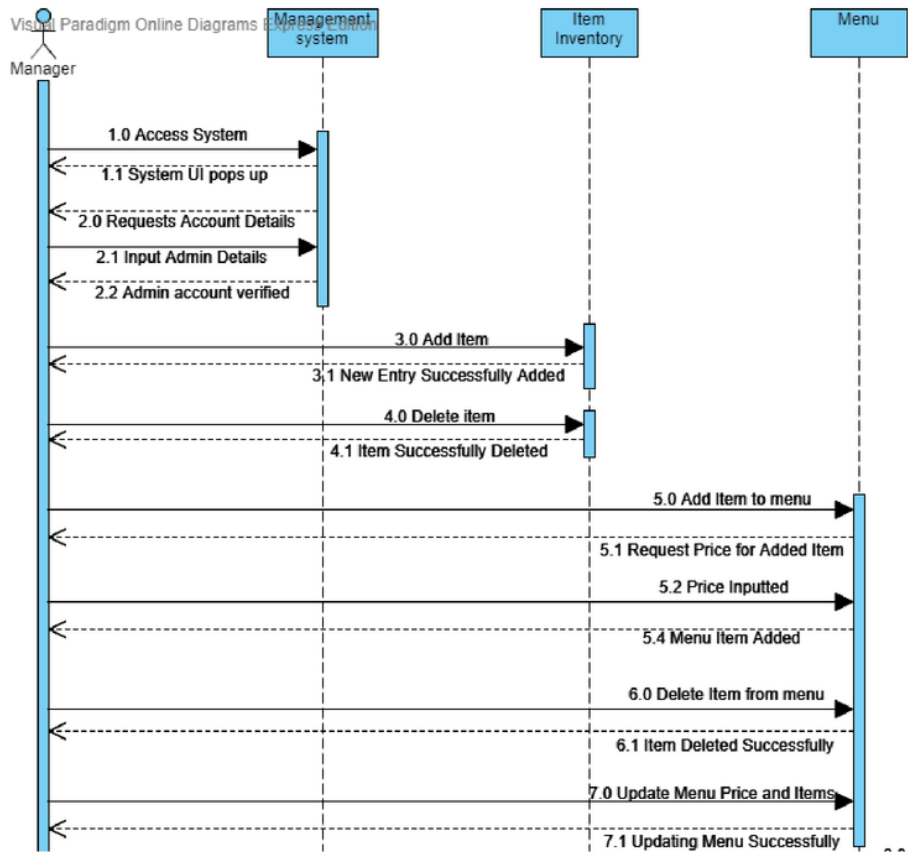 Visual Paradigm Online Diagrams Express Edition
Manager
Management
system
Item
Inventory
Menu
1.0 Access System
1.1 System UI pops up
2.0 Requests Account Details
2.1 Input Admin Details
2.2 Admin account verified
3.0 Add Item
3.1 New Entry Successfully Added
4.0 Delete item
4.1 Item Successfully Deleted
5.0 Add Item to menu
5.1 Request Price for Added Item
5.2 Price Inputted
5.4 Menu Item Added
6.0 Delete Item from menu
6.1 Item Deleted Successfully
7.0 Update Menu Price and Items
7.1 Updating Menu Successfully